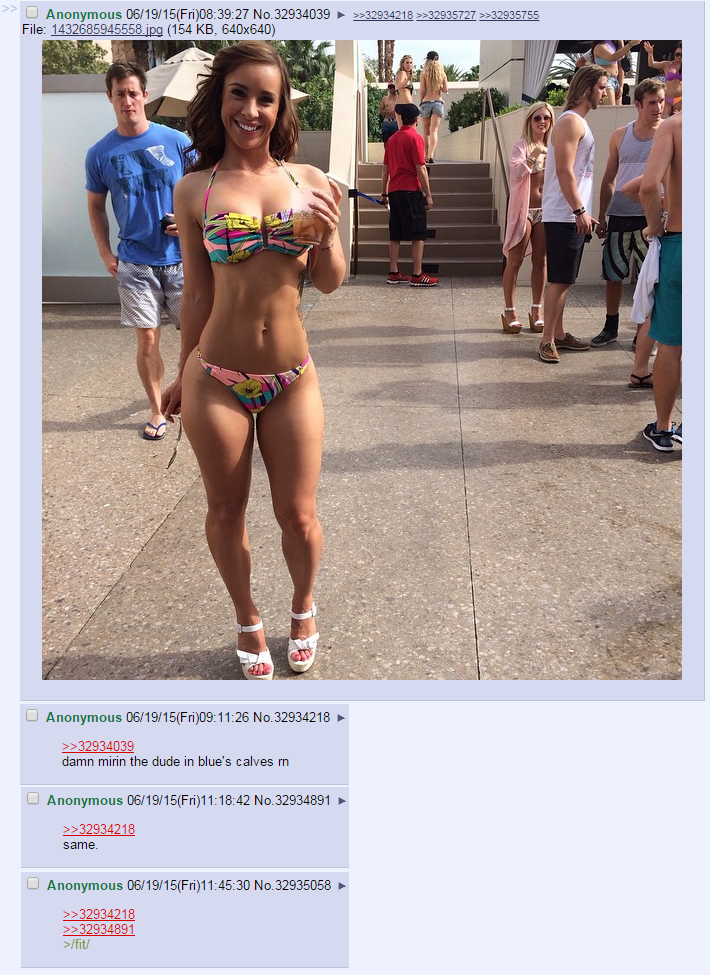 >>
Anonymous 06/19/15(Fri)08:39:27 No.32934039 ► >>32934218 >>32935727 >>32935755
File: 1432685945558.jpg (154 KB, 640x640)
Anonymous 06/19/15(Fri)09:11:26 No.32934218 ►
>>32934039
damn mirin the dude in blue's calves rn
Anonymous 06/19/15(Fri)11:18:42 No.32934891 ►
>>32934218
same.
Anonymous 06/19/15(Fri)11:45:30 No.32935058 ►
>>32934218
>>32934891
>/fit/